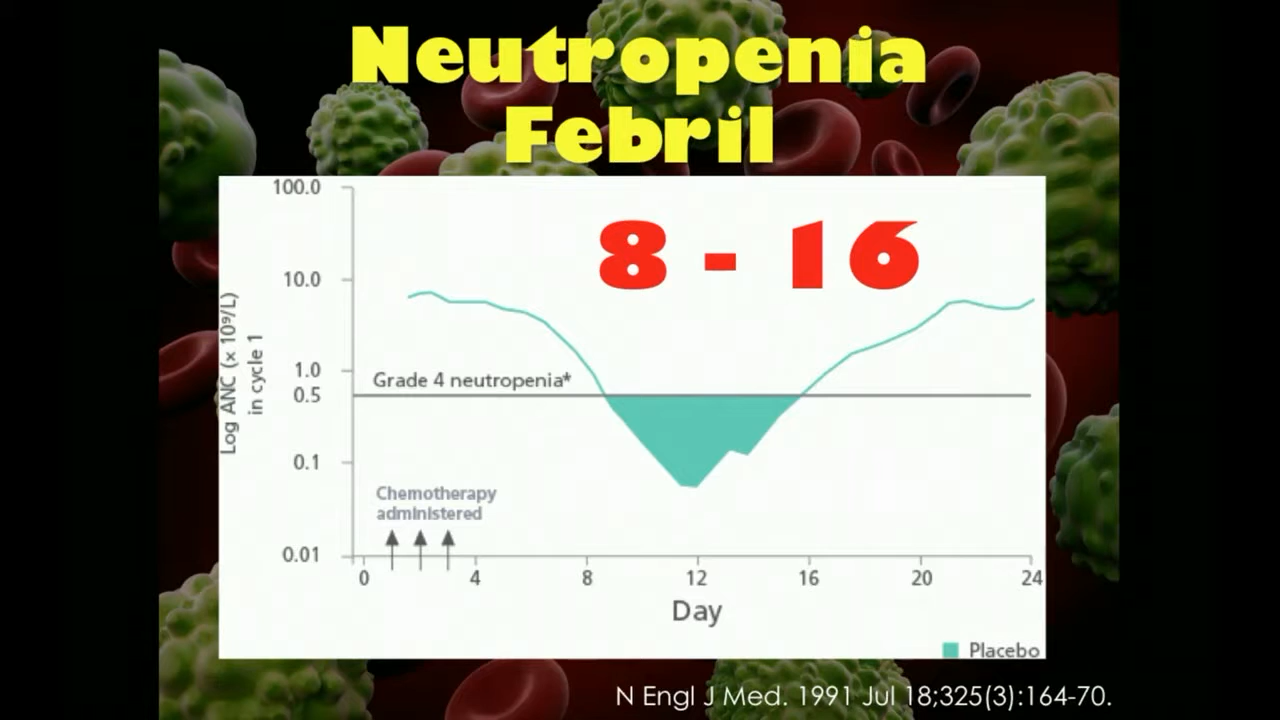 Neutropenia
Febril
8 - 16
100.0
10.0
1.0
0.5
0.1
0.01
Log ANC (× 10⁹/L)
in cycle 1
Grade 4 neutropenia*
Chemotherapy
administered
0 4 8 12 16 20 24
Day
Placebo
N Engl J Med. 1991 Jul 18;325(3):164-70.